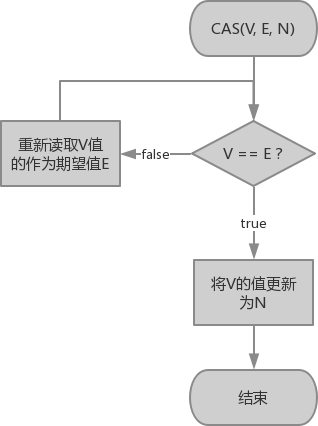 CAS(V, E, N)
V == E ?
false
重新读取V值
的作为期望值E
true
将V的值更新
为N
结束